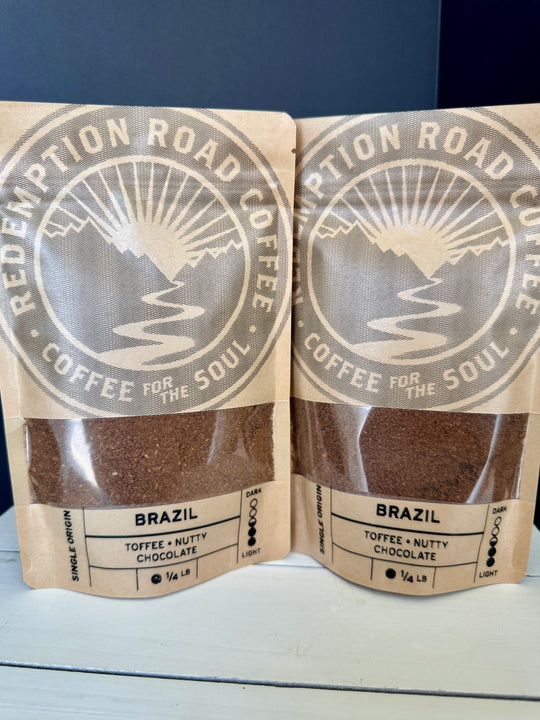 REDEMPTION ROAD COFFEE
• COFFEE FOR THE SOUL •
SINGLE ORIGIN
BRAZIL
TOFFEE + NUTTY
CHOCOLATE
1/4 LB
DARK
LIGHT
REDEMPTION ROAD COFFEE
• COFFEE FOR THE SOUL •
SINGLE ORIGIN
BRAZIL
TOFFEE + NUTTY
CHOCOLATE
1/4 LB
DARK
LIGHT